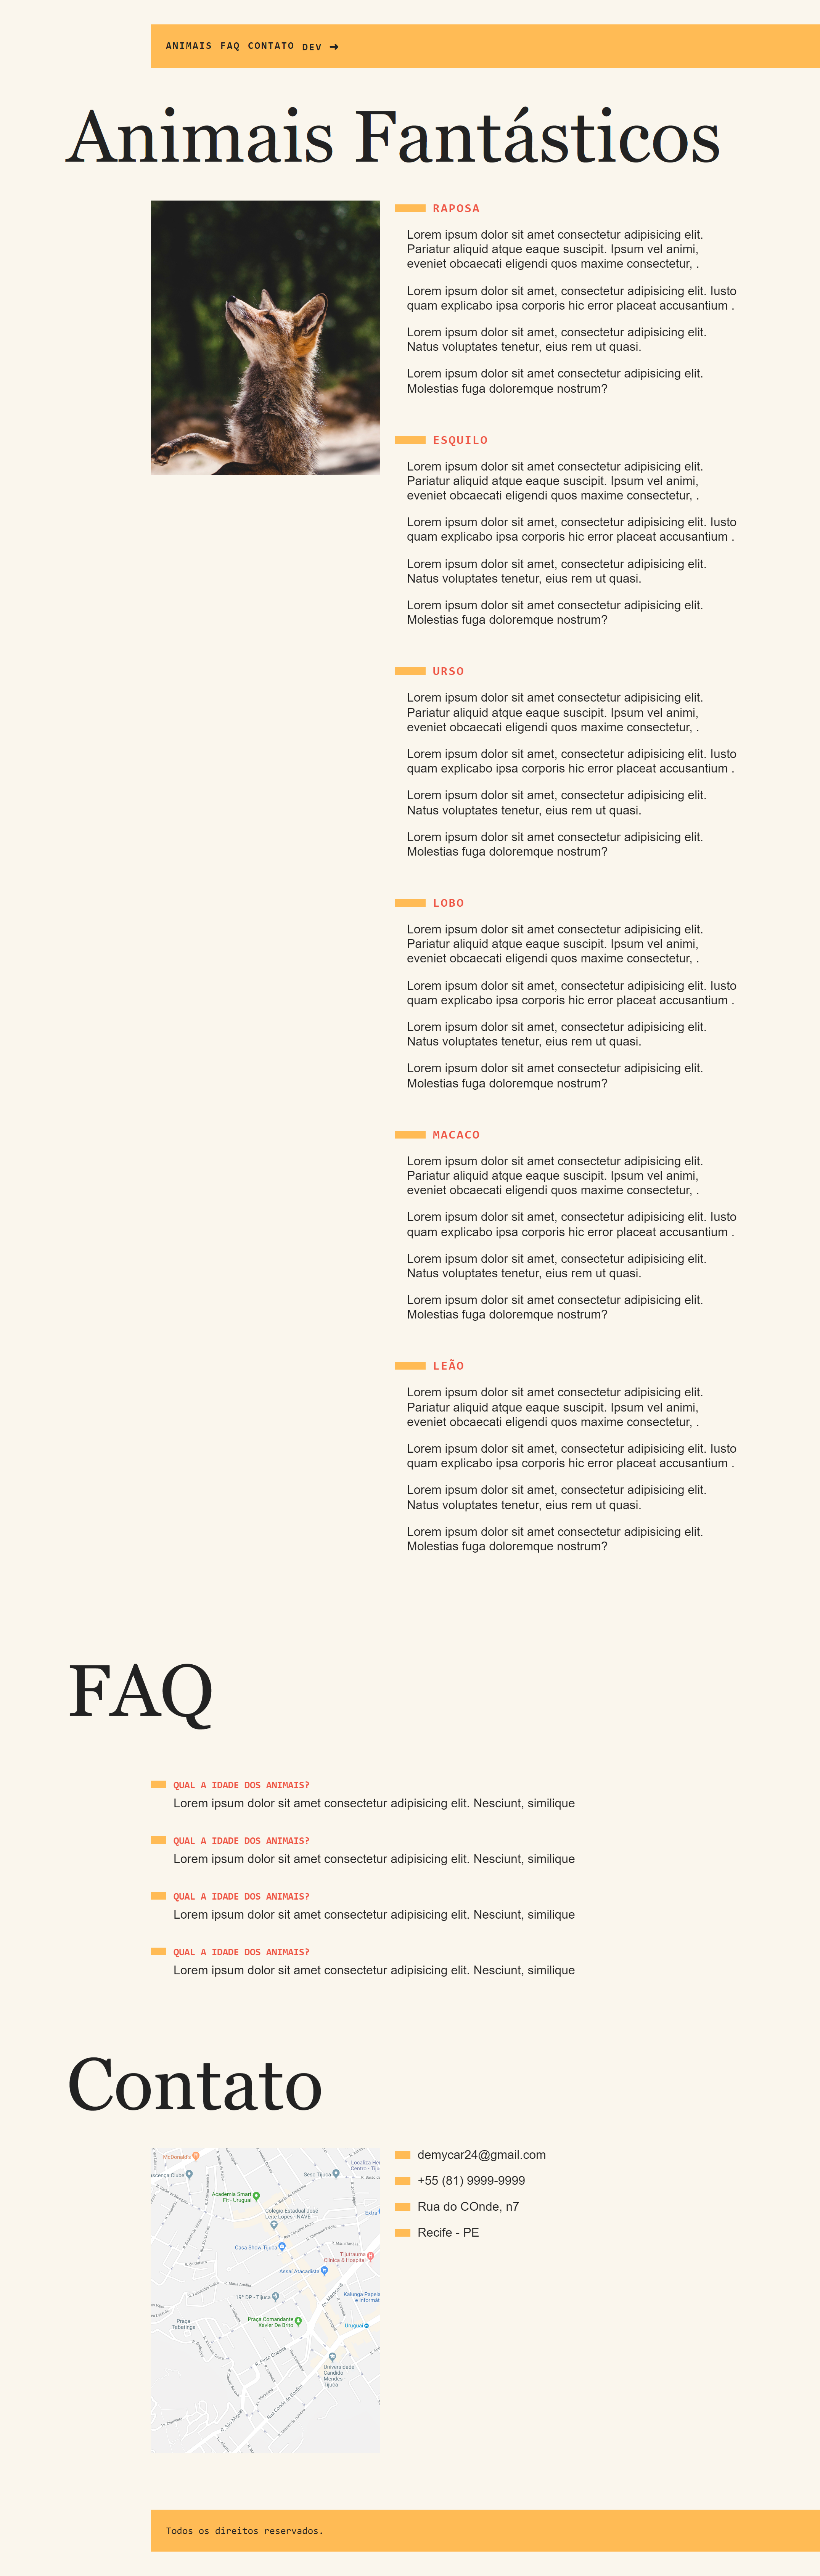 ANIMAIS FAQ CONTATO DEV →
Animais Fantásticos
RAPOSA
Lorem ipsum dolor sit amet consectetur adipisicing elit.
Pariatur aliquid atque eaque suscipit. Ipsum vel animi,
eveniet obcaecati eligendi quos maxime consectetur, .
Lorem ipsum dolor sit amet, consectetur adipisicing elit. Iusto
quam explicabo ipsa corporis hic error placeat accusantium .
Lorem ipsum dolor sit amet, consectetur adipisicing elit.
Natus voluptates tenetur, eius rem ut quasi.
Lorem ipsum dolor sit amet consectetur adipisicing elit.
Molestias fuga doloremque nostrum?
ESQUILO
Lorem ipsum dolor sit amet consectetur adipisicing elit.
Pariatur aliquid atque eaque suscipit. Ipsum vel animi,
eveniet obcaecati eligendi quos maxime consectetur, .
Lorem ipsum dolor sit amet, consectetur adipisicing elit. Iusto
quam explicabo ipsa corporis hic error placeat accusantium .
Lorem ipsum dolor sit amet, consectetur adipisicing elit.
Natus voluptates tenetur, eius rem ut quasi.
Lorem ipsum dolor sit amet consectetur adipisicing elit.
Molestias fuga doloremque nostrum?
URSO
Lorem ipsum dolor sit amet consectetur adipisicing elit.
Pariatur aliquid atque eaque suscipit. Ipsum vel animi,
eveniet obcaecati eligendi quos maxime consectetur, .
Lorem ipsum dolor sit amet, consectetur adipisicing elit. Iusto
quam explicabo ipsa corporis hic error placeat accusantium .
Lorem ipsum dolor sit amet, consectetur adipisicing elit.
Natus voluptates tenetur, eius rem ut quasi.
Lorem ipsum dolor sit amet consectetur adipisicing elit.
Molestias fuga doloremque nostrum?
LOBO
Lorem ipsum dolor sit amet consectetur adipisicing elit.
Pariatur aliquid atque eaque suscipit. Ipsum vel animi,
eveniet obcaecati eligendi quos maxime consectetur, .
Lorem ipsum dolor sit amet, consectetur adipisicing elit. Iusto
quam explicabo ipsa corporis hic error placeat accusantium .
Lorem ipsum dolor sit amet, consectetur adipisicing elit.
Natus voluptates tenetur, eius rem ut quasi.
Lorem ipsum dolor sit amet consectetur adipisicing elit.
Molestias fuga doloremque nostrum?
MACACO
Lorem ipsum dolor sit amet consectetur adipisicing elit.
Pariatur aliquid atque eaque suscipit. Ipsum vel animi,
eveniet obcaecati eligendi quos maxime consectetur, .
Lorem ipsum dolor sit amet, consectetur adipisicing elit. Iusto
quam explicabo ipsa corporis hic error placeat accusantium .
Lorem ipsum dolor sit amet, consectetur adipisicing elit.
Natus voluptates tenetur, eius rem ut quasi.
Lorem ipsum dolor sit amet consectetur adipisicing elit.
Molestias fuga doloremque nostrum?
LEÃO
Lorem ipsum dolor sit amet consectetur adipisicing elit.
Pariatur aliquid atque eaque suscipit. Ipsum vel animi,
eveniet obcaecati eligendi quos maxime consectetur, .
Lorem ipsum dolor sit amet, consectetur adipisicing elit. Iusto
quam explicabo ipsa corporis hic error placeat accusantium .
Lorem ipsum dolor sit amet, consectetur adipisicing elit.
Natus voluptates tenetur, eius rem ut quasi.
Lorem ipsum dolor sit amet consectetur adipisicing elit.
Molestias fuga doloremque nostrum?
FAQ
QUAL A IDADE DOS ANIMAIS?
Lorem ipsum dolor sit amet consectetur adipisicing elit. Nesciunt, similique
QUAL A IDADE DOS ANIMAIS?
Lorem ipsum dolor sit amet consectetur adipisicing elit. Nesciunt, similique
QUAL A IDADE DOS ANIMAIS?
Lorem ipsum dolor sit amet consectetur adipisicing elit. Nesciunt, similique
QUAL A IDADE DOS ANIMAIS?
Lorem ipsum dolor sit amet consectetur adipisicing elit. Nesciunt, similique
Contato
McDonald's
Localiza
Centro - Tiju
Clube
Sesc Tijuca
Academia Smart
Fit - Uruguai
Colégio Estadual José
Leite Lopes - NAVE
Extra
Casa Show Tijuca
Tijutrauma
Clínica & Hospital
Assaí Atacadista
19ª DP - Tijuca
Av. Maracanã
Kalunga
Praça
Tabatinga
Praça Comandante
Xavier De Brito
Uruguai
R. Pinto Guedes
Universidade
Candido
Mendes -
Tijuca
Rua Conde de Bonfim
R. São Miguel
demycar24@gmail.com
+55 (81) 9999-9999
Rua do COnde, n7
Recife - PE
Todos os direitos reservados.